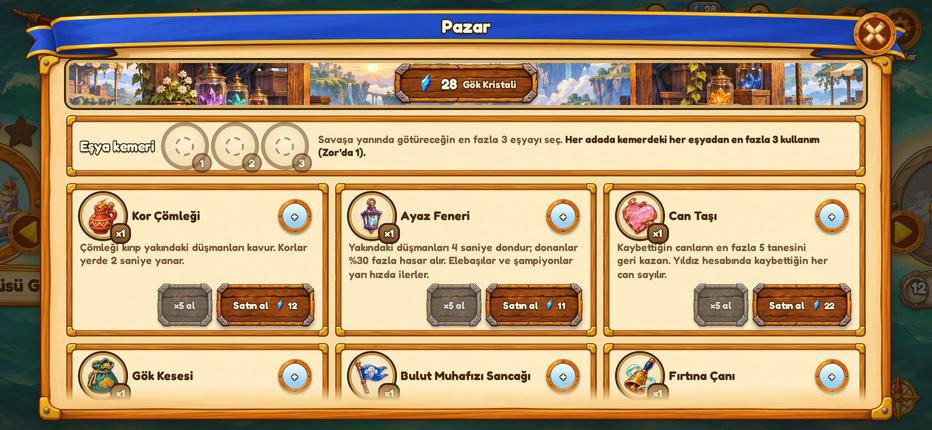 Pazar
28 Gök Kristali
Eşya kemeri
1
2
3
Savaşa yanında götüreceğin en fazla 3 eşyayı seç. Her adada kemerdeki her eşyadan en fazla 3 kullanım
(Zor'da 1).
Kor Çömleği
x1
Çömleği kırıp yakındaki düşmanları kavur. Korlar
yerde 2 saniye yanar.
x5 al
Satın al 12
Ayaz Feneri
x1
Yakındaki düşmanları 4 saniye dondur; donanlar
%30 fazla hasar alır. Elebaşılar ve şampiyonlar
yarı hızda ilerler.
x5 al
Satın al 11
Can Taşı
x1
Kaybettiğin canların en fazla 5 tanesini
geri kazan. Yıldız hesabında kaybettiğin her
can sayılır.
x5 al
Satın al 22
Gök Kesesi
x1
Bulut Muhafızı Sancağı
x1
Fırtına Çanı
x1
üsü G
12